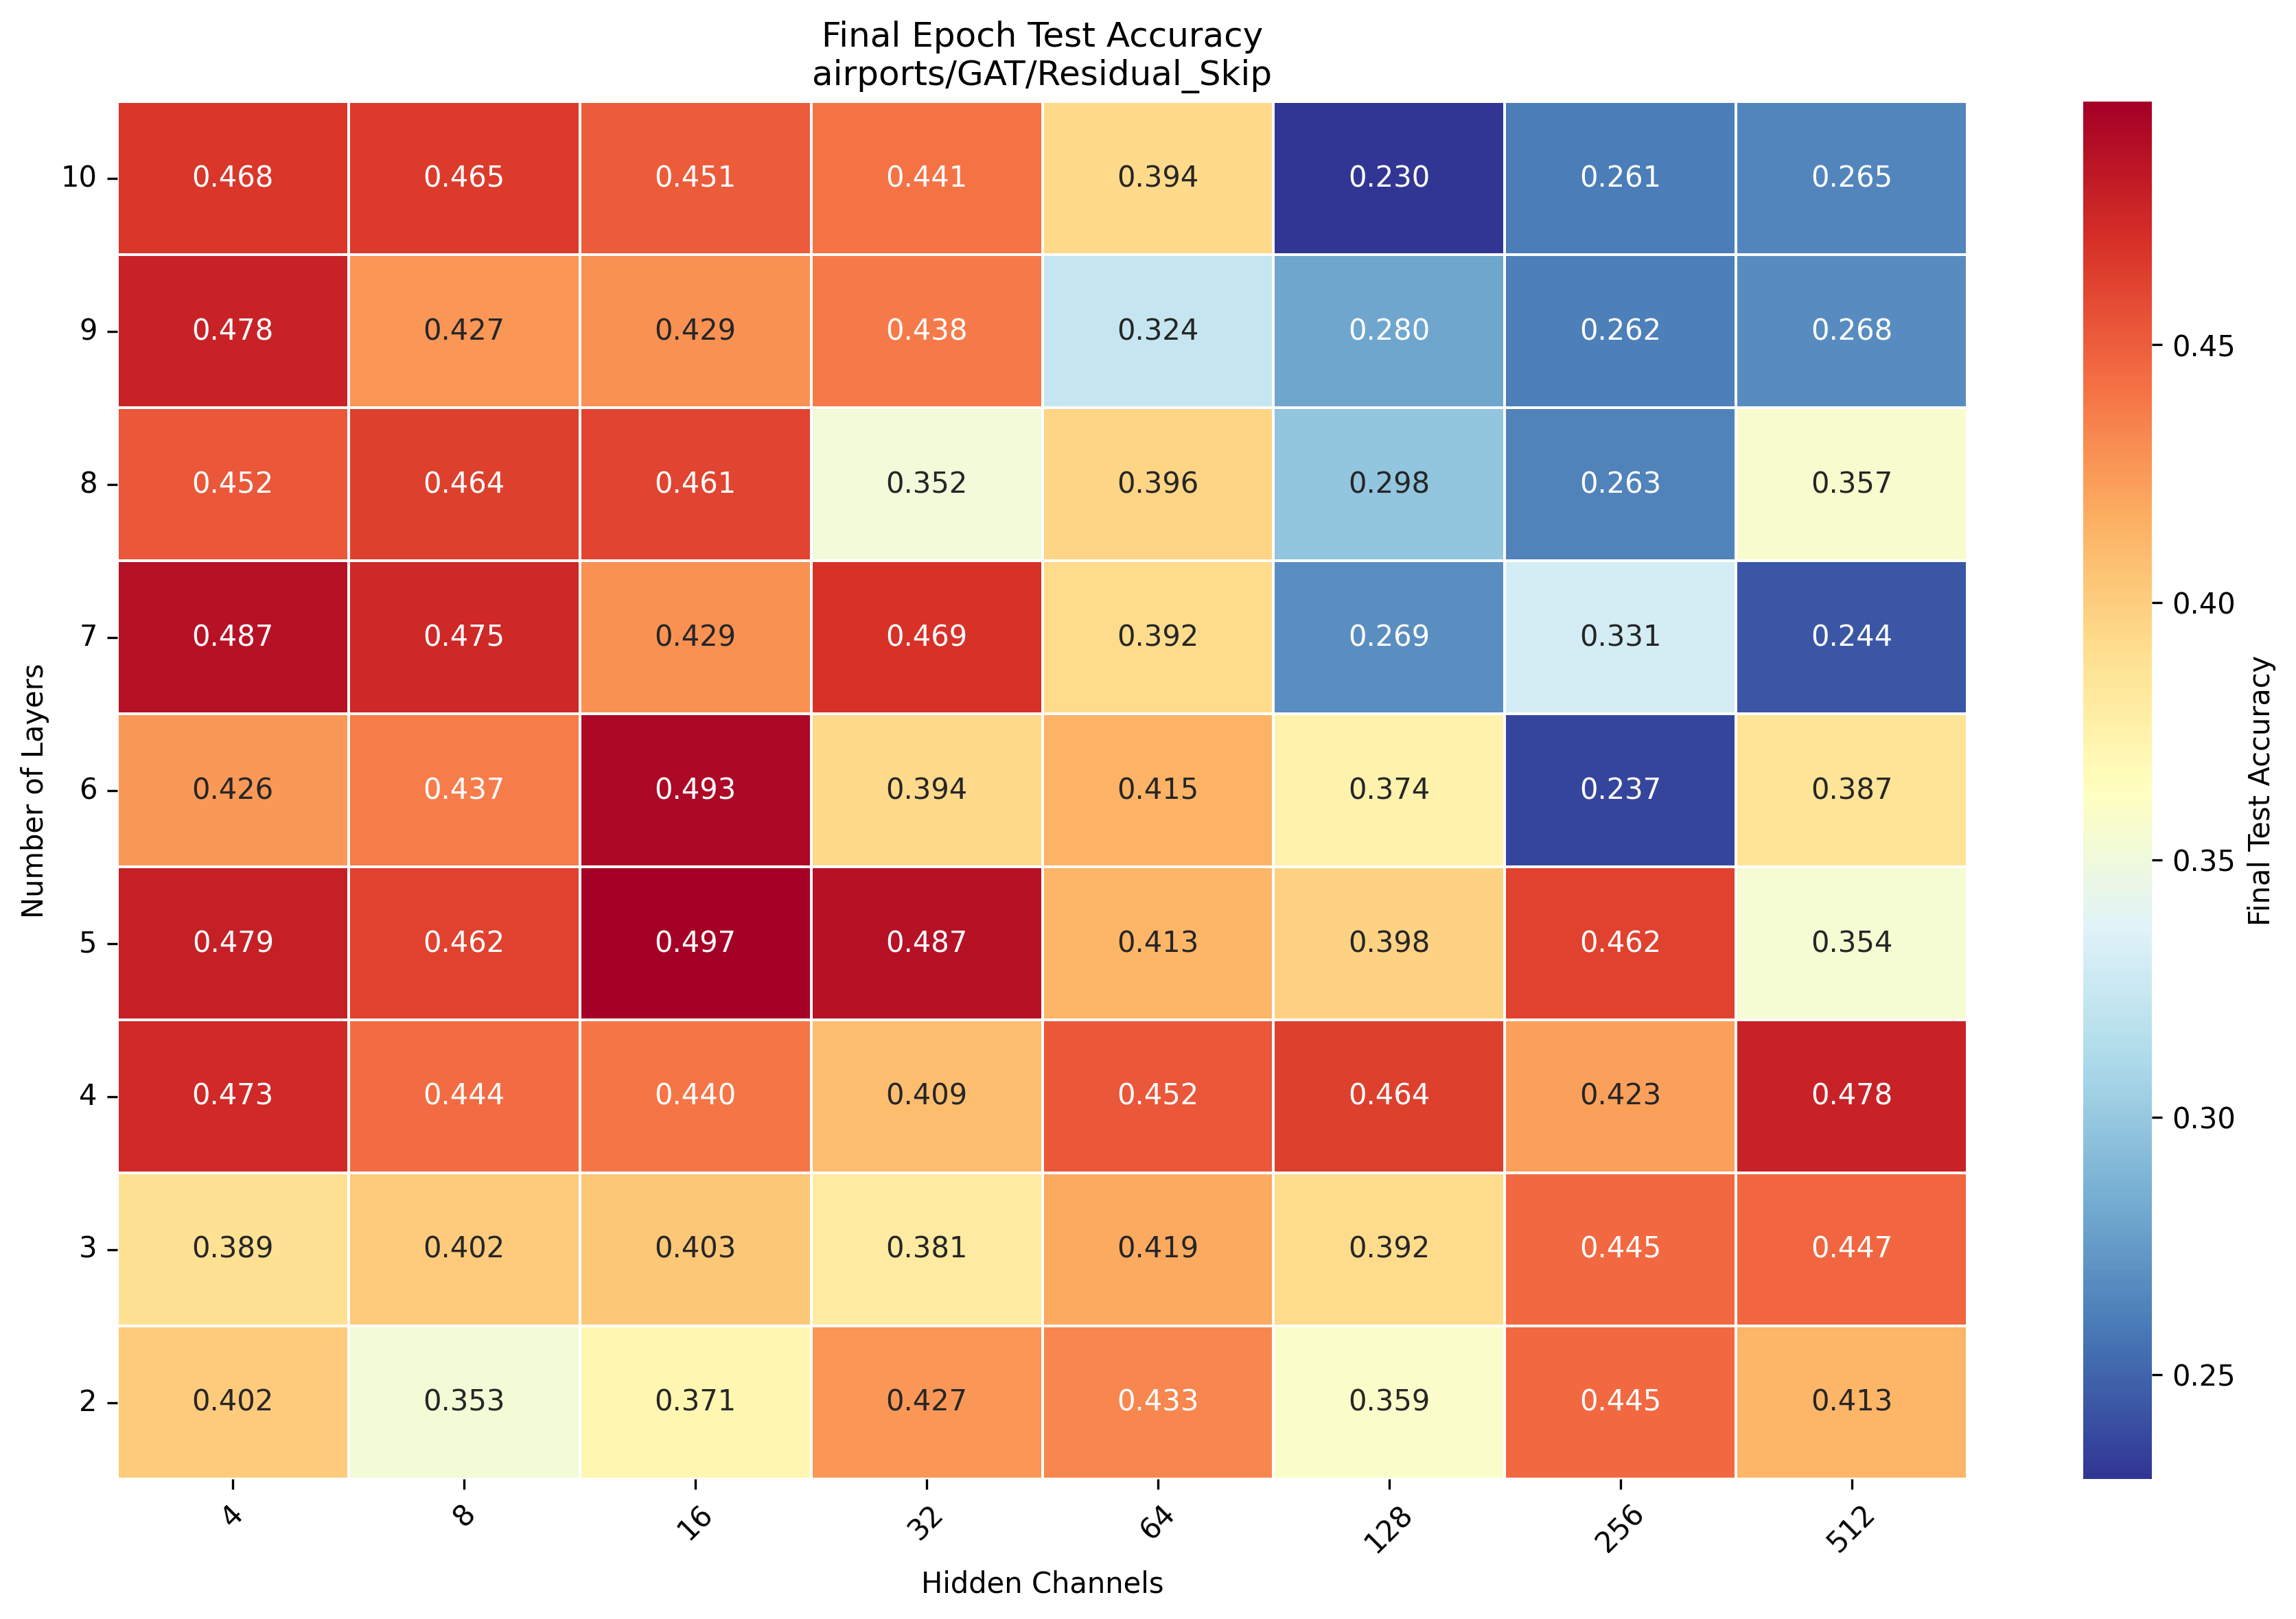 Final Epoch Test Accuracy
airports/GAT/Residual_Skip
Number of Layers
10 0.468 0.465 0.451 0.441 0.394 0.230 0.261 0.265
9 0.478 0.427 0.429 0.438 0.324 0.280 0.262 0.268
8 0.452 0.464 0.461 0.352 0.396 0.298 0.263 0.357
7 0.487 0.475 0.429 0.469 0.392 0.269 0.331 0.244
6 0.426 0.437 0.493 0.394 0.415 0.374 0.237 0.387
5 0.479 0.462 0.497 0.487 0.413 0.398 0.462 0.354
4 0.473 0.444 0.440 0.409 0.452 0.464 0.423 0.478
3 0.389 0.402 0.403 0.381 0.419 0.392 0.445 0.447
2 0.402 0.353 0.371 0.427 0.433 0.359 0.445 0.413
4 8 16 32 64 128 256 512
Hidden Channels
0.45
0.40
0.35
0.30
0.25
Final Test Accuracy